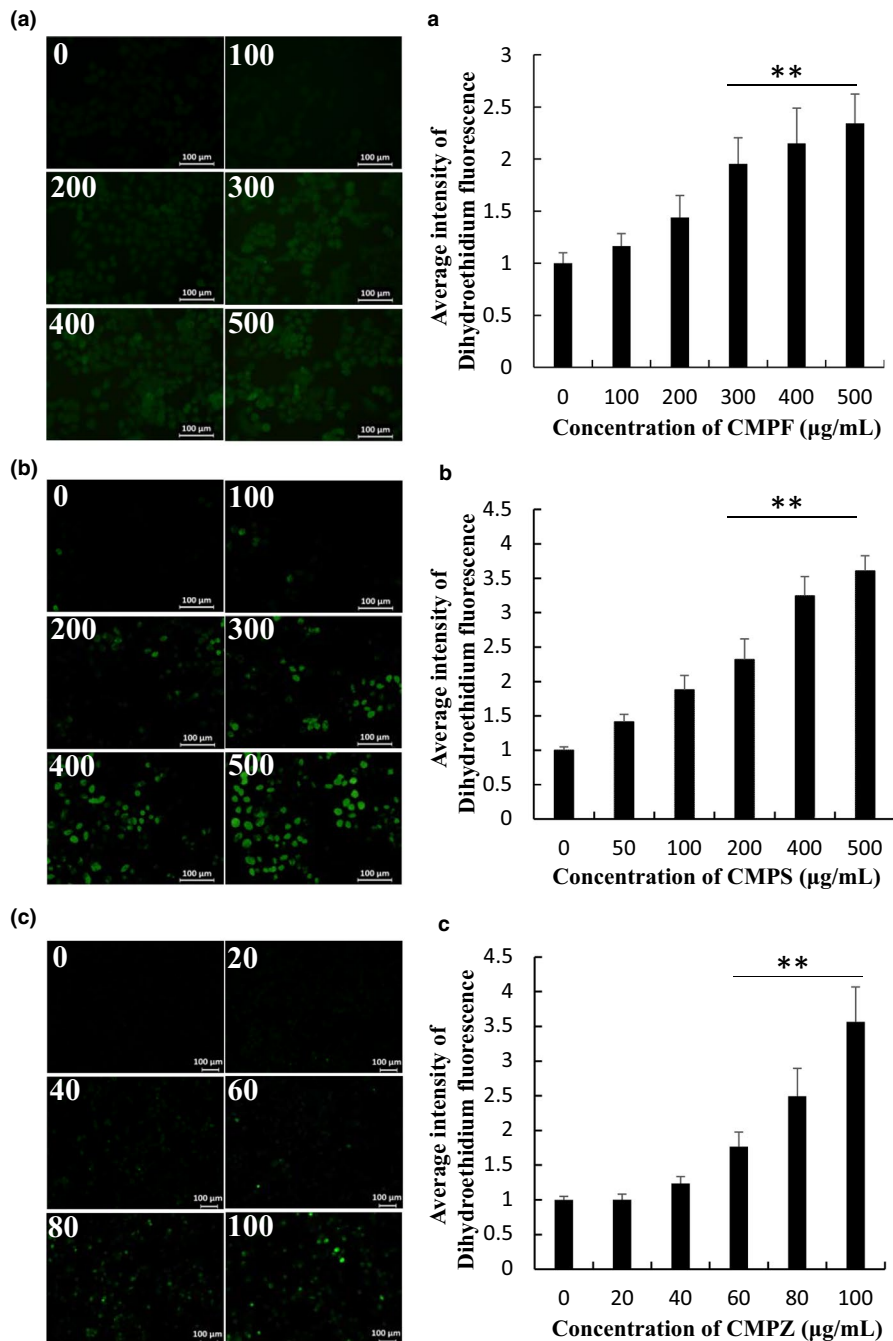 (a)
0
100
100 µm
100 µm
200
300
100 µm
100 µm
400
500
100 µm
100 µm
a
Average intensity of
Dihydroethidium fluorescence
3
2.5
2
1.5
1
0.5
0
**
0 100 200 300 400 500
Concentration of CMPF (µg/mL)
(b)
0
100
100 µm
100 µm
200
300
100 µm
100 µm
400
500
100 µm
100 µm
b
Average intensity of
Dihydroethidium fluorescence
4.5
4
3.5
3
2.5
2
1.5
1
0.5
0
**
0 50 100 200 400 500
Concentration of CMPS (µg/mL)
(c)
0
20
100 µm
100 µm
40
60
100 µm
100 µm
80
100
100 µm
100 µm
c
Average intensity of
Dihydroethidium fluorescence
4.5
4
3.5
3
2.5
2
1.5
1
0.5
0
**
0 20 40 60 80 100
Concentration of CMPZ (µg/mL)